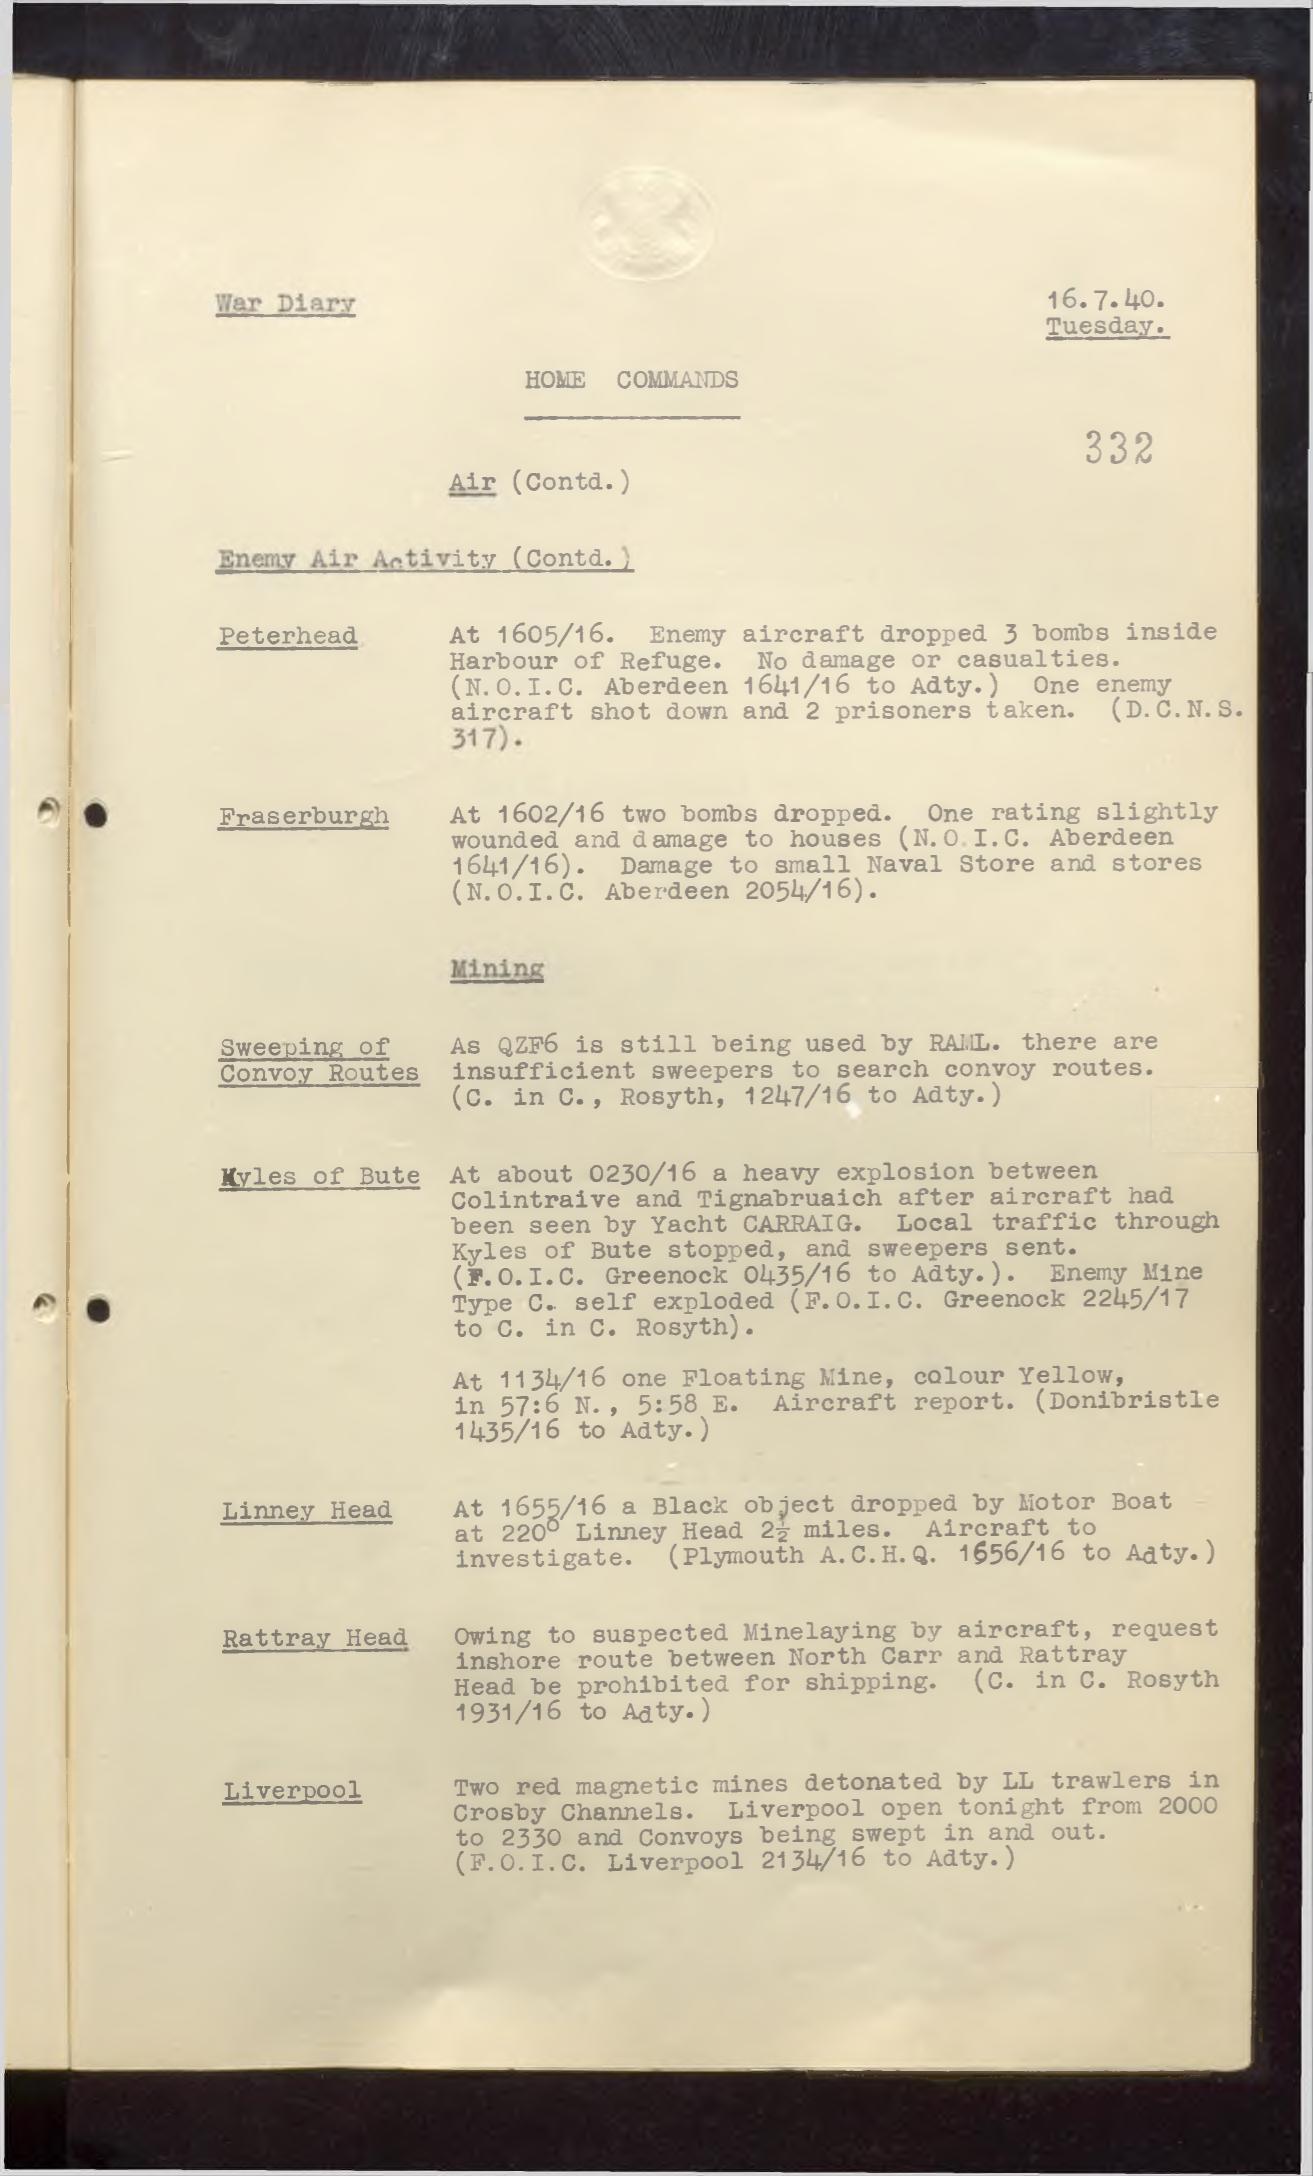 War Diary
16.7.40.
Tuesday.
HOME COMMANDS
332
Air (Contd.)
Enemy Air Activity (Contd.)
Peterhead
At 1605/16. Enemy aircraft dropped 3 bombs inside
Harbour of Refuge. No damage or casualties.
(N.O.I.C. Aberdeen 1641/16 to Adty.) One enemy
aircraft shot down and 2 prisoners taken. (D.C.N.S.
317).
Fraserburgh
At 1602/16 two bombs dropped. One rating slightly
wounded and damage to houses (N.O.I.C. Aberdeen
1641/16). Damage to small Naval Store and stores
(N.O.I.C. Aberdeen 2054/16).
Mining
Sweeping of
Convoy Routes
As QZF6 is still being used by RAML. there are
insufficient sweepers to search convoy routes.
(C. in C., Rosyth, 1247/16 to Adty.)
Kyles of Bute
At about 0230/16 a heavy explosion between
Colintraive and Tignabruaich after aircraft had
been seen by Yacht CARRAIG. Local traffic through
Kyles of Bute stopped, and sweepers sent.
(F.O.I.C. Greenock 0435/16 to Adty.). Enemy Mine
Type C. self exploded (F.O.I.C. Greenock 2245/17
to C. in C. Rosyth).
At 1134/16 one Floating Mine, colour Yellow,
in 57:6 N., 5:58 E. Aircraft report. (Donibristle
1435/16 to Adty.)
Linney Head
At 1655/16 a Black object dropped by Motor Boat
at 220° Linney Head 2½ miles. Aircraft to
investigate. (Plymouth A.C.H.Q. 1656/16 to Adty.)
Rattray Head
Owing to suspected Minelaying by aircraft, request
inshore route between North Carr and Rattray
Head be prohibited for shipping. (C. in C. Rosyth
1931/16 to Adty.)
Liverpool
Two red magnetic mines detonated by LL trawlers in
Crosby Channels. Liverpool open tonight from 2000
to 2330 and Convoys being swept in and out.
(F.O.I.C. Liverpool 2134/16 to Adty.)